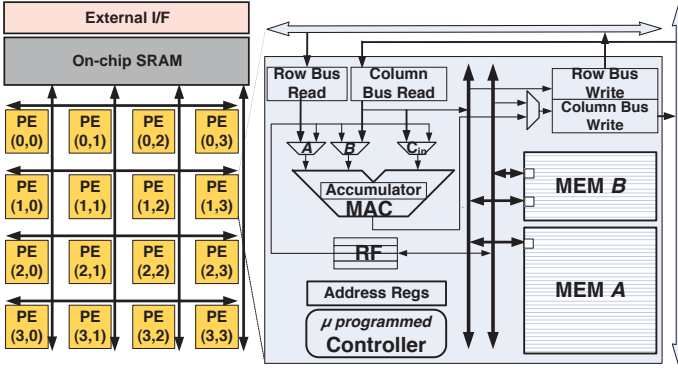 External I/F
On-chip SRAM
PE
(0,0)
PE
(0,1)
PE
(0,2)
PE
(0,3)
PE
(1,0)
PE
(1,1)
PE
(1,2)
PE
(1,3)
PE
(2,0)
PE
(2,1)
PE
(2,2)
PE
(2,3)
PE
(3,0)
PE
(3,1)
PE
(3,2)
PE
(3,3)
Row Bus
Read
Column
Bus Read
Row Bus
Write
Column Bus
Write
A
B
Cin
Accumulator
MAC
RF
Address Regs
μ programmed
Controller
MEM B
MEM A